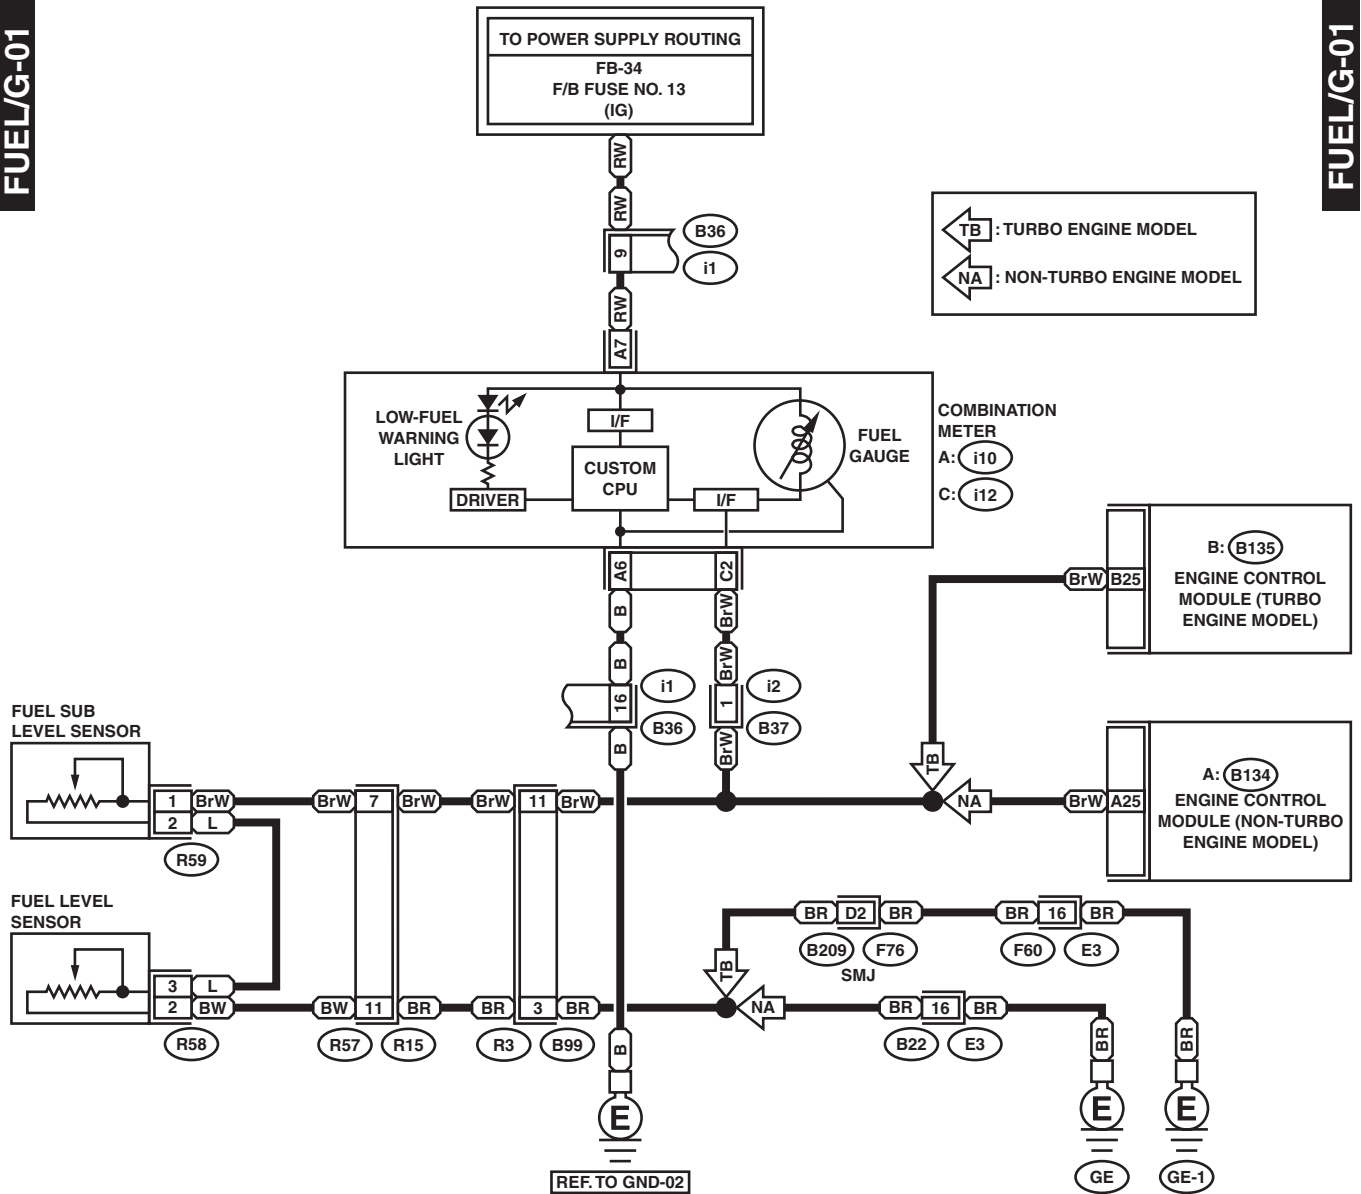 FUEL/G-01
FUEL/G-01
TO POWER SUPPLY ROUTING
FB-34
F/B FUSE NO. 13
(IG)
RW
RW
9
B36
i1
RW
A7
TB : TURBO ENGINE MODEL
NA : NON-TURBO ENGINE MODEL
LOW-FUEL
WARNING
LIGHT
I/F
CUSTOM
CPU
DRIVER
I/F
FUEL
GAUGE
COMBINATION
METER
A: i10
C: i12
A6
C2
B
BrW
B
BrW
16
i1
B36
1
i2
B37
B
BrW
BrW
B25
B: B135
ENGINE CONTROL
MODULE (TURBO
ENGINE MODEL)
TB
FUEL SUB
LEVEL SENSOR
1 BrW
2 L
R59
BrW 7 BrW
BrW 11 BrW
NA
BrW A25
A: B134
ENGINE CONTROL
MODULE (NON-TURBO
ENGINE MODEL)
FUEL LEVEL
SENSOR
3 L
2 BW
R58
BW 11 BR
R57 R15
BR 3 BR
R3 B99
TB
BR D2 BR
B209 F76
SMJ
BR 16 BR
F60 E3
NA
BR 16 BR
B22 E3
B
E
REF. TO GND-02
BR
E
GE
BR
E
GE-1